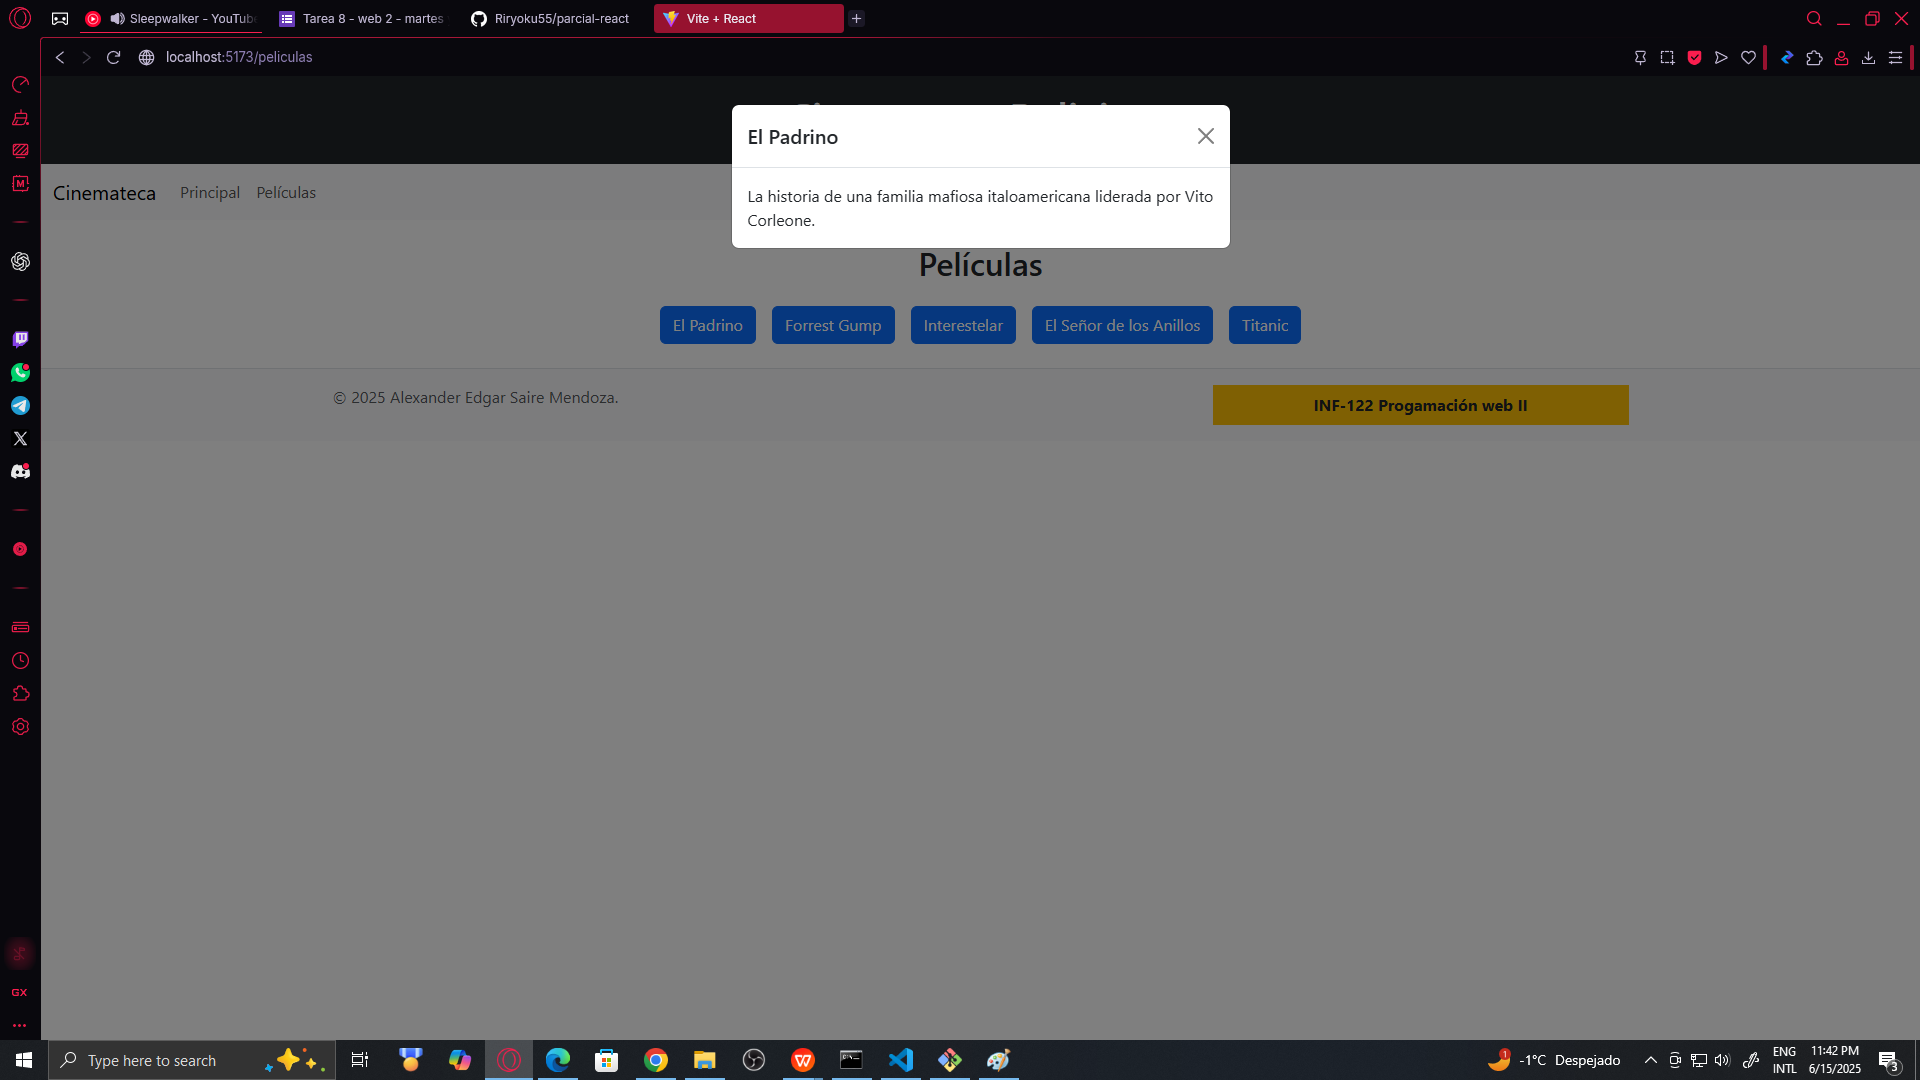 Sleepwalker - YouTub
Tarea 8 - web 2 - martes
Riryoku55/parcial-react
Vite + React
localhost:5173/peliculas
El Padrino
La historia de una familia mafiosa italoamericana liderada por Vito
Corleone.
Cinemateca
Principal
Películas
Películas
El Padrino
Forrest Gump
Interestelar
El Señor de los Anillos
Titanic
© 2025 Alexander Edgar Saire Mendoza.
INF-122 Progamación web II
GX
Type here to search
-1°C Despejado
ENG
INTL
11:42 PM
6/15/2025
3